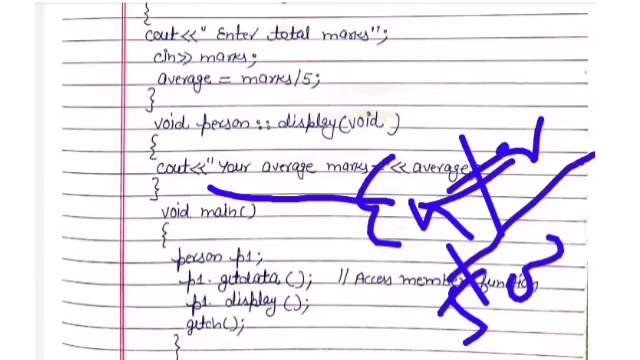 {
cout<<" Enter total marks";
cin>> marks;
average = marks/5;
}
void person :: display(void )
{
cout<<" Your average marks << average
}
void main()
{
person p1;
p1. getdata ();   // Access member function
p1. display ();
getch();
}